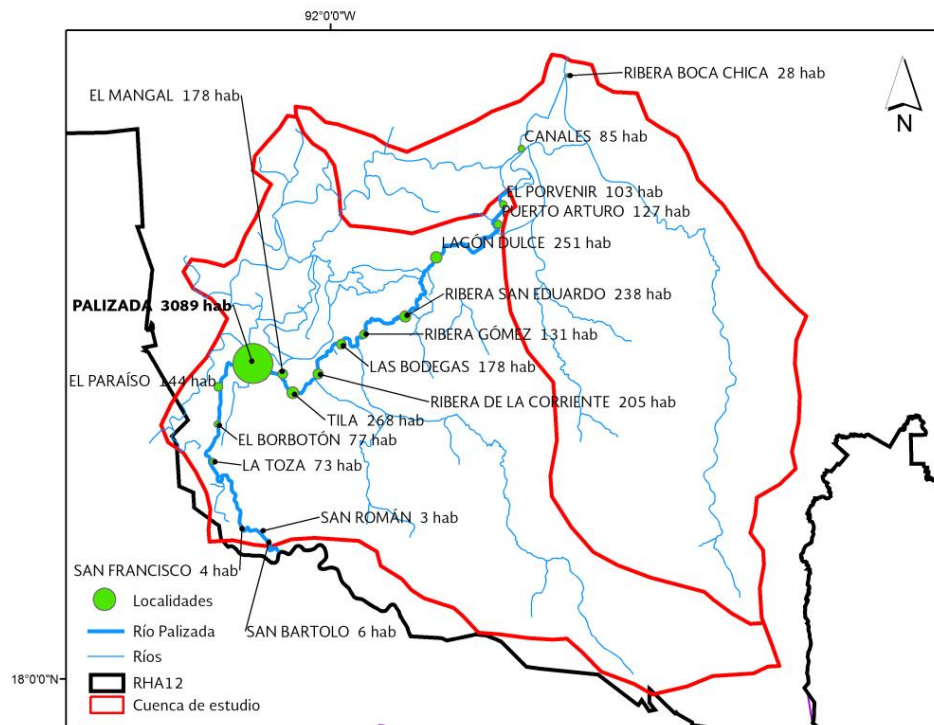 92°0'0"W
RIBERA BOCA CHICA 28 hab
EL MANGAL 178 hab
N
CANALES 85 hab
EL PORVENIR 103 hab
PUERTO ARTURO 127 hab
LAGÓN DULCE 251 hab
PALIZADA 3089 hab
RIBERA SAN EDUARDO 238 hab
RIBERA GÓMEZ 131 hab
LAS BODEGAS 178 hab
EL PARAÍSO 144 hab
RIBERA DE LA CORRIENTE 205 hab
TILA 268 hab
EL BORBOTÓN 77 hab
LA TOZA 73 hab
SAN ROMÁN 3 hab
SAN FRANCISCO 4 hab
SAN BARTOLO 6 hab
Localidades
Río Palizada
Ríos
RHA12
Cuenca de estudio
18°0'0"N